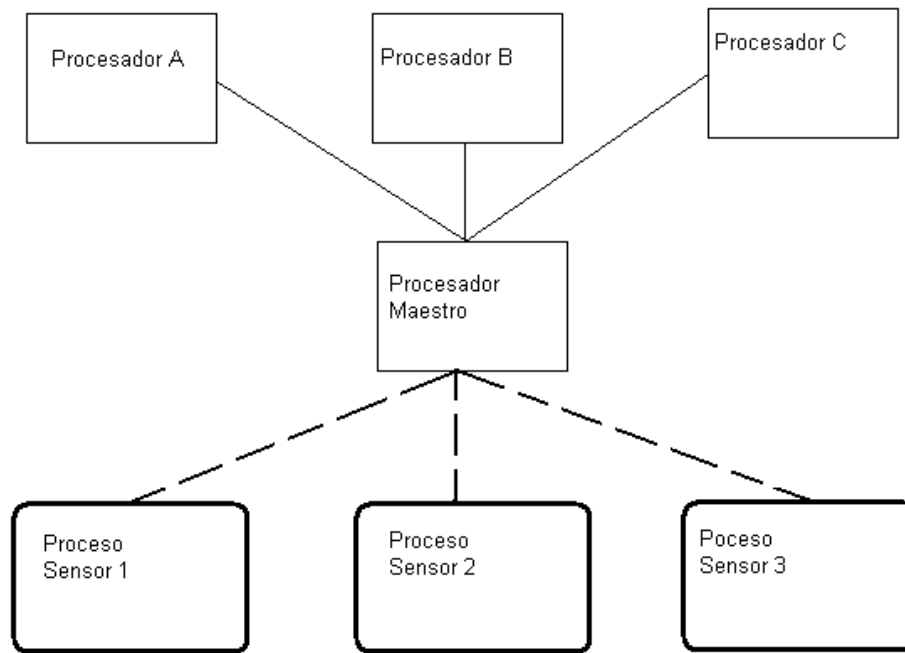 Procesador A
Procesador B
Procesador C
Procesador
Maestro
Proceso
Sensor 1
Proceso
Sensor 2
Poceso
Sensor 3